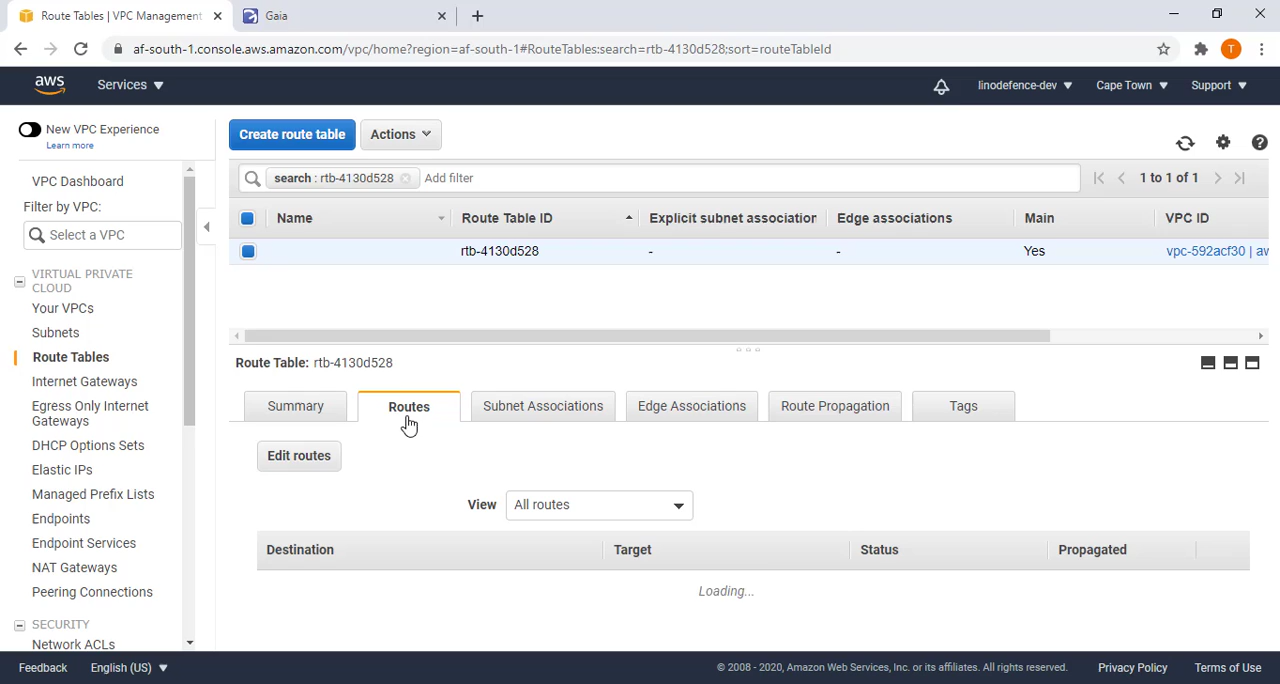 Route Tables | VPC Management
Gaia
af-south-1.console.aws.amazon.com/vpc/home?region=af-south-1#RouteTables:search=rtb-4130d528;sort=routeTableId
T
aws
Services
linodefence-dev
Cape Town
Support
New VPC Experience
Learn more
VPC Dashboard
Filter by VPC:
Select a VPC
VIRTUAL PRIVATE
CLOUD
Your VPCs
Subnets
Route Tables
Internet Gateways
Egress Only Internet
Gateways
DHCP Options Sets
Elastic IPs
Managed Prefix Lists
Endpoints
Endpoint Services
NAT Gateways
Peering Connections
SECURITY
Network ACLs
Create route table
Actions
search : rtb-4130d528
Add filter
1 to 1 of 1
Name
Route Table ID
Explicit subnet association
Edge associations
Main
VPC ID
rtb-4130d528
-
-
Yes
vpc-592acf30 | aw
Route Table: rtb-4130d528
Summary
Routes
Subnet Associations
Edge Associations
Route Propagation
Tags
Edit routes
View
All routes
Destination
Target
Status
Propagated
Loading...
Feedback
English (US)
© 2008 - 2020, Amazon Web Services, Inc. or its affiliates. All rights reserved.
Privacy Policy
Terms of Use